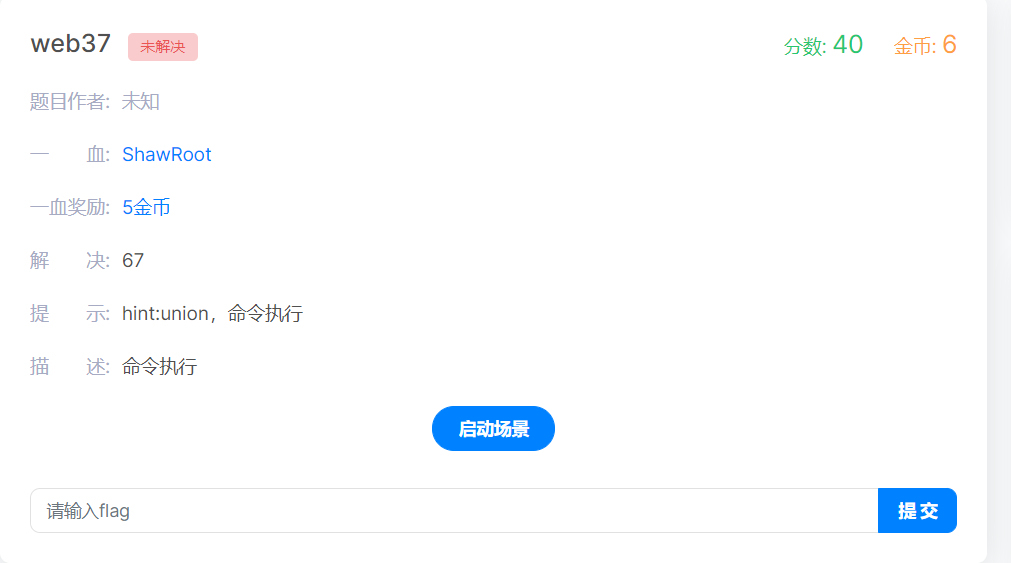 web37 未解决 分数: 40 金币: 6
题目作者: 未知
一 血: ShawRoot
一血奖励: 5金币
解 决: 67
提 示: hint:union，命令执行
描 述: 命令执行
启动场景
请输入flag 提 交